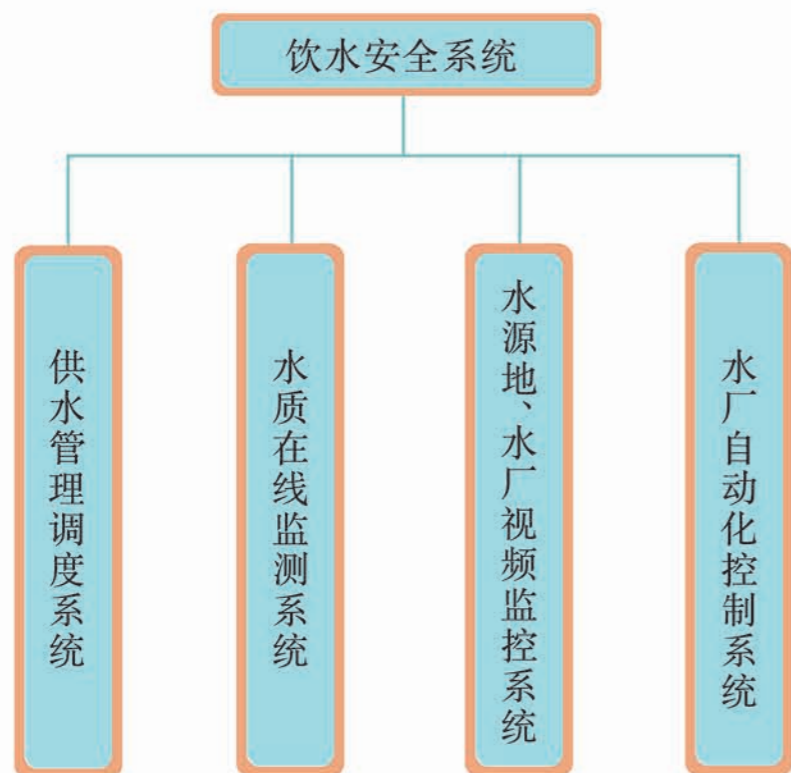 饮水安全系统
供水管理调度系统
水质在线监测系统
水源地、水厂视频监控系统
水厂自动化控制系统